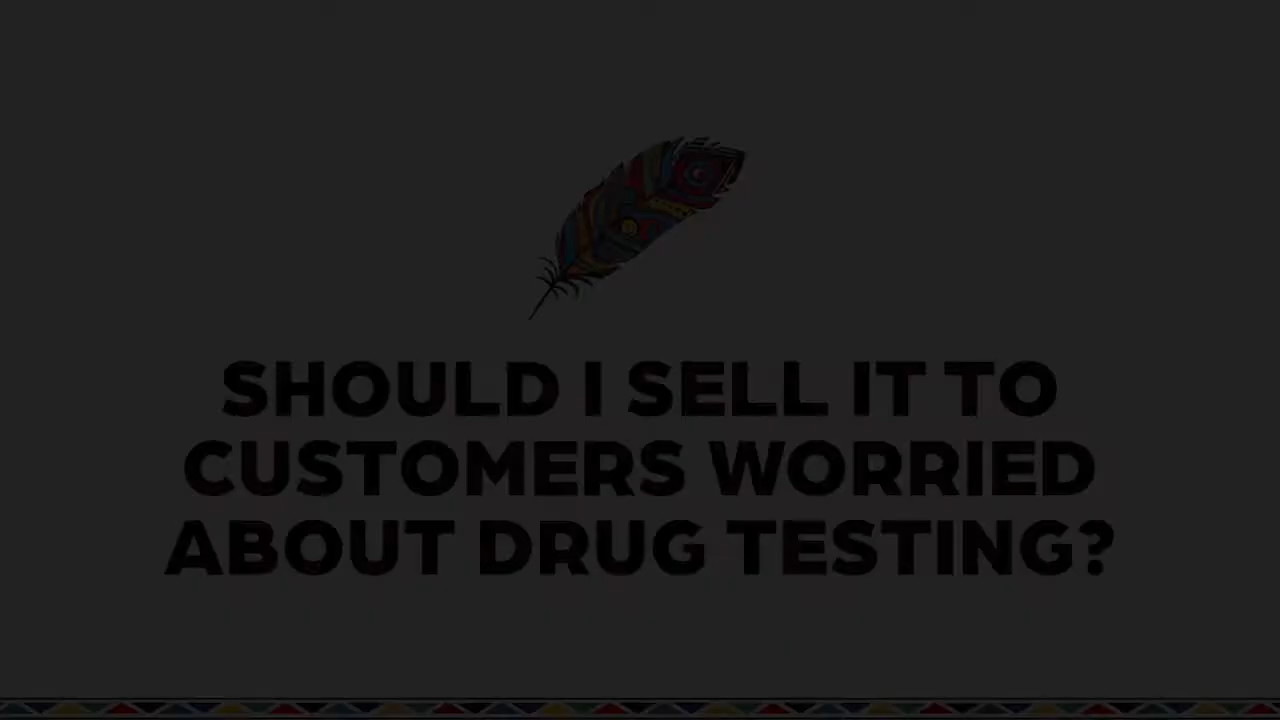 SHOULD I SELL IT TO
CUSTOMERS WORRIED
ABOUT DRUG TESTING?